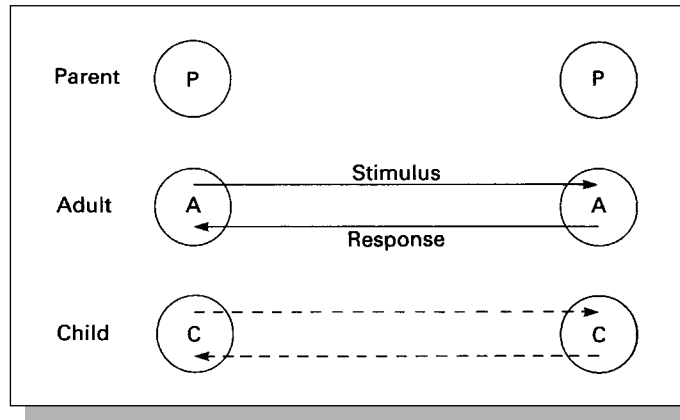 Parent P P
Stimulus
Adult A A
Response
Child C C